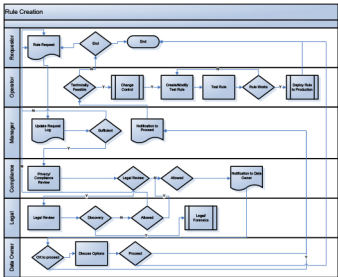 Rule Creation
Requestor
Rule Request
End
End
Operator
Technically
Feasible
Y
Change
Control
Create/Modify
Test Rule
Test Rule
Rule Works
Y
Deploy Rule
to Production
Manager
Update Request
Log
Sufficient
Notification to
Proceed
Y
Compliance
Privacy/
Compliance
Review
Legal Review
Allowed
Notification to Data
Owner
Legal
Legal Review
Discovery
N
Allowed
Legal/
Forensics
Data Owner
OK to proceed
Discuss Options
Proceed